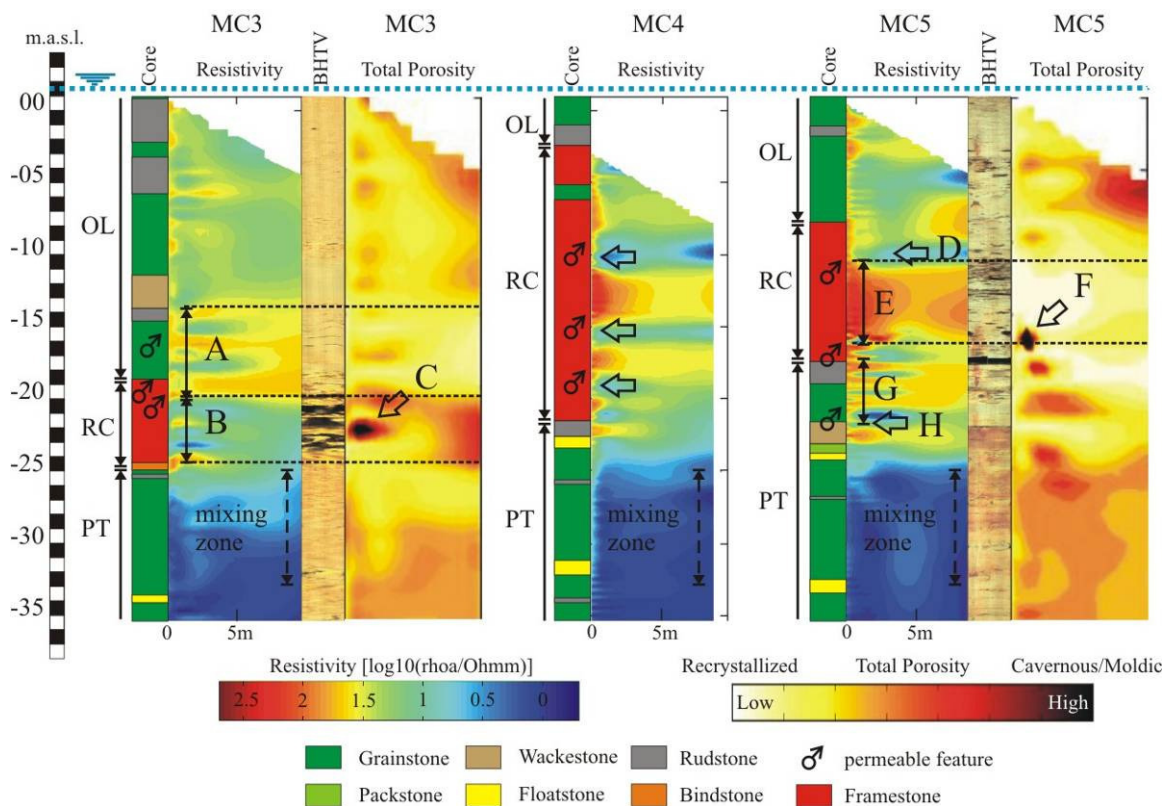 MC3 MC3 MC4 MC5 MC5
m.a.s.l.
Core Resistivity BHTV Total Porosity Core Resistivity Core Resistivity BHTV Total Porosity
00
-05
-10
-15
-20
-25
-30
-35
OL
RC
PT
A
B
C
mixing
zone
0 5m
OL
RC
PT
mixing
zone
0 5m
OL
RC
PT
D
E
F
G
H
mixing
zone
0 5m
Resistivity [log10(rhoa/Ohmm)]
2.5 2 1.5 1 0.5 0
Recrystallized Total Porosity Cavernous/Moldic
Low High
Grainstone Wackestone Rudstone permeable feature
Packstone Floatstone Bindstone Framestone